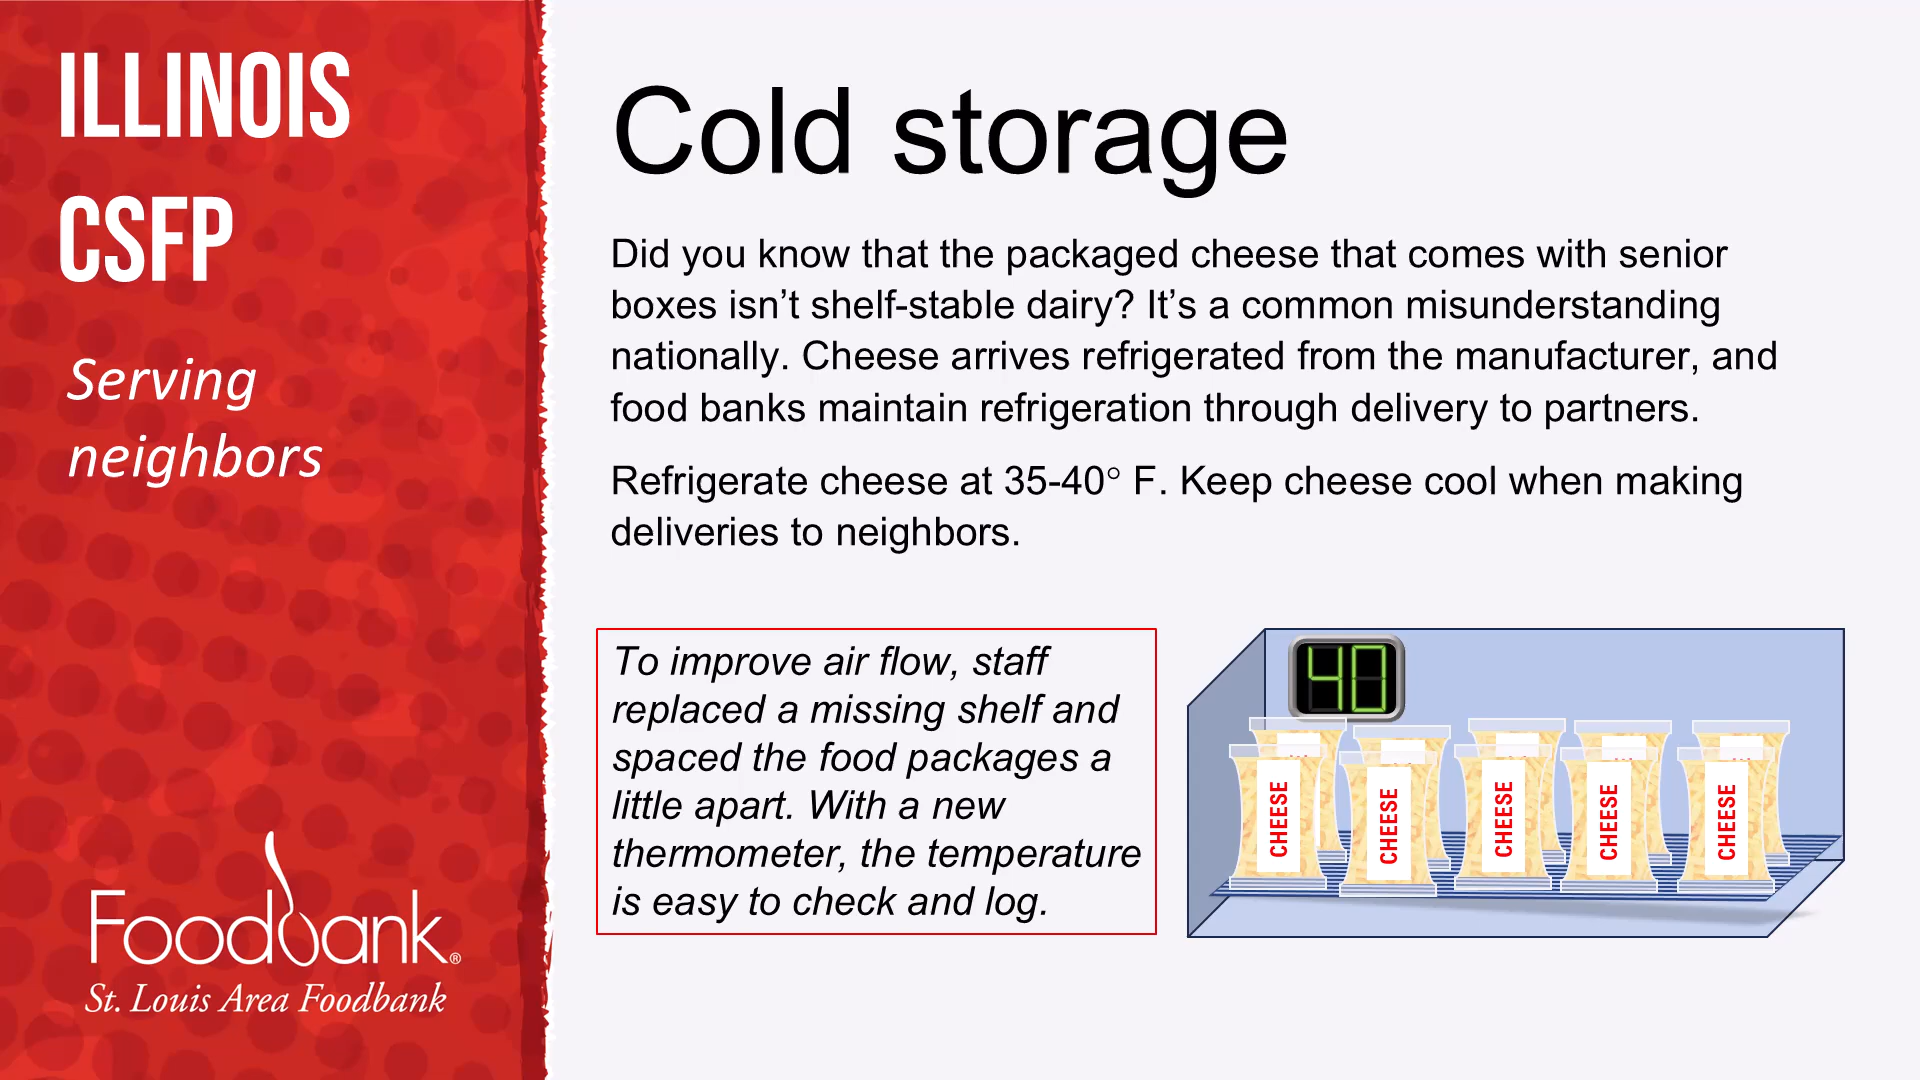 ILLINOIS
CSFP
Serving
neighbors
Foodbank®
St. Louis Area Foodbank
Cold storage
Did you know that the packaged cheese that comes with senior
boxes isn’t shelf-stable dairy? It’s a common misunderstanding
nationally. Cheese arrives refrigerated from the manufacturer, and
food banks maintain refrigeration through delivery to partners.
Refrigerate cheese at 35-40° F. Keep cheese cool when making
deliveries to neighbors.
To improve air flow, staff
replaced a missing shelf and
spaced the food packages a
little apart. With a new
thermometer, the temperature
is easy to check and log.
40
CHEESE
CHEESE
CHEESE
CHEESE
CHEESE